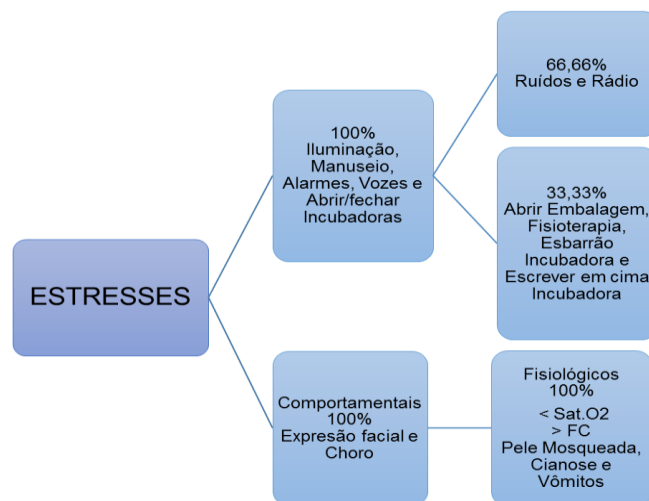 ESTRESSES
100%
Iluminação,
Manuseio,
Alarmes, Vozes e
Abrir/fechar
Incubadoras
66,66%
Ruídos e Rádio
33,33%
Abrir Embalagem,
Fisioterapia,
Esbarrão
Incubadora e
Escrever em cima
Incubadora
Comportamentais
100%
Expresão facial e
Choro
Fisiológicos
100%
< Sat.O2
> FC
Pele Mosqueada,
Cianose e
Vômitos